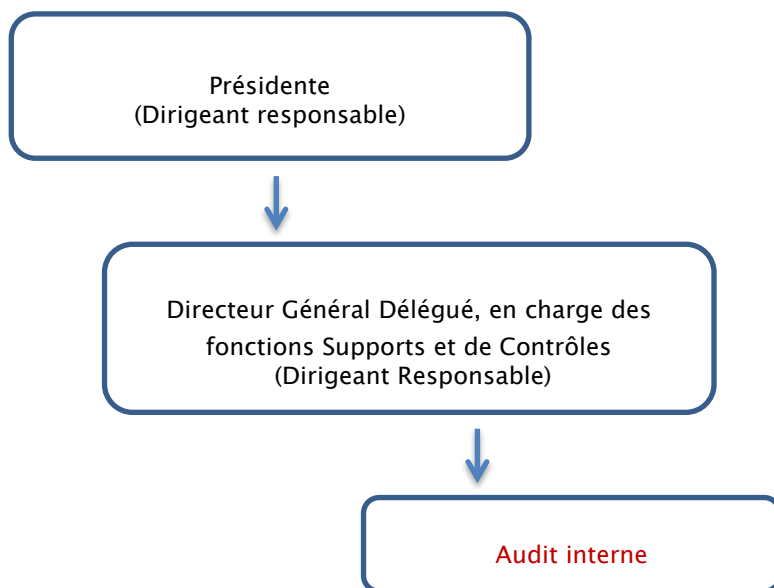 Présidente
(Dirigeant responsable)
Directeur Général Délégué, en charge des
fonctions Supports et de Contrôles
(Dirigeant Responsable)
Audit interne